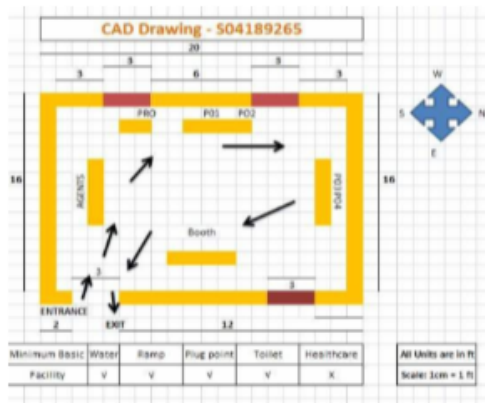 CAD Drawing - S04189265
20
3 3
3 6 3
W
PRO PO1 PO2
S N
E
16 AGENTS PO3PO4 16
Booth
3 3
ENTRANCE
EXIT
2 12
Minimum Basic Water Ramp Plug point Toilet Healthcare
Facility √ √ √ √ X
All Units are in ft
Scale: 1cm = 1 ft